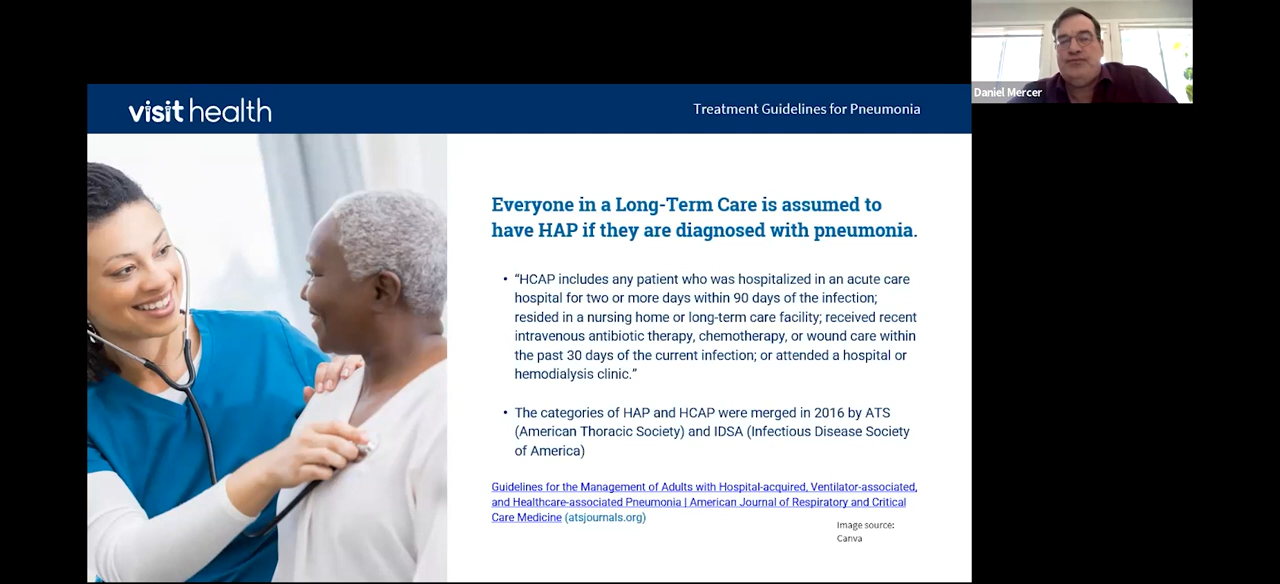 Daniel Mercer
visit health
Treatment Guidelines for Pneumonia
Everyone in a Long-Term Care is assumed to
have HAP if they are diagnosed with pneumonia.
• “HCAP includes any patient who was hospitalized in an acute care
hospital for two or more days within 90 days of the infection;
resided in a nursing home or long-term care facility; received recent
intravenous antibiotic therapy, chemotherapy, or wound care within
the past 30 days of the current infection; or attended a hospital or
hemodialysis clinic.”
• The categories of HAP and HCAP were merged in 2016 by ATS
(American Thoracic Society) and IDSA (Infectious Disease Society
of America)
Guidelines for the Management of Adults with Hospital-acquired, Ventilator-associated,
and Healthcare-associated Pneumonia | American Journal of Respiratory and Critical
Care Medicine (atsjournals.org)
Image source:
Canva